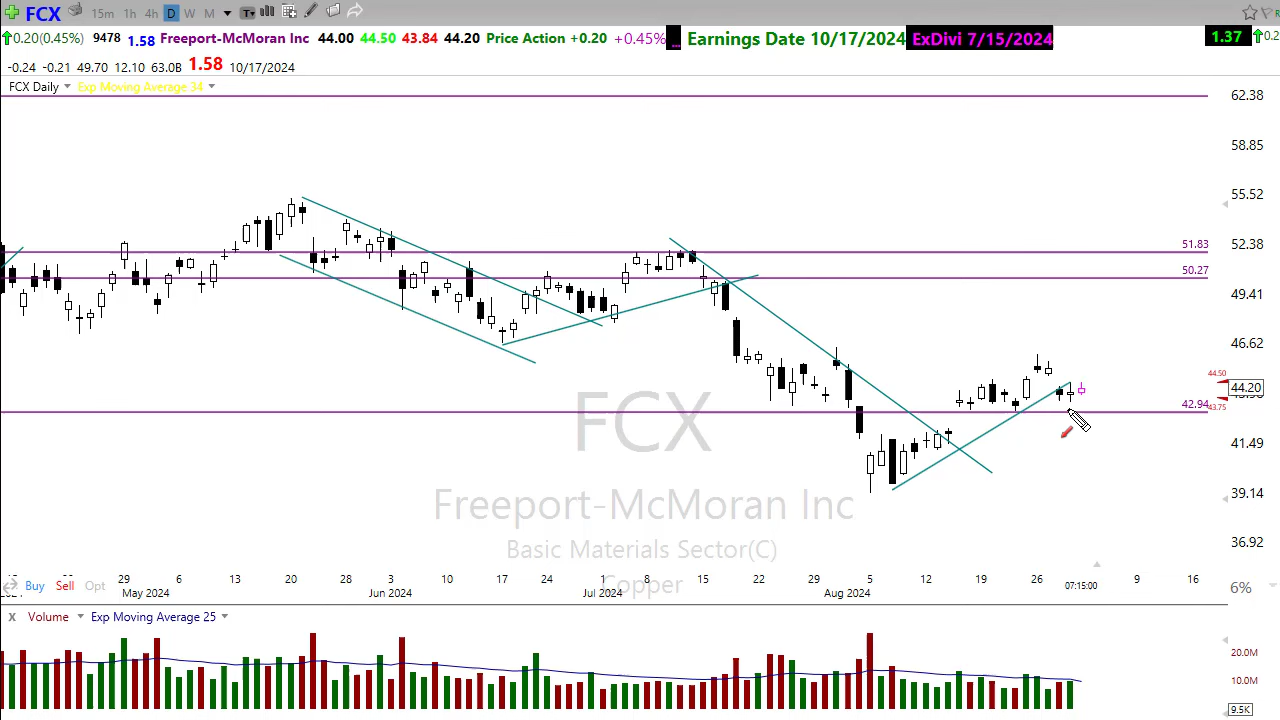 FCX 15m 1h 4h D W M T R
0.20(0.45%) 9478 1.58 Freeport-McMoran Inc 44.00 44.50 43.84 44.20 Price Action +0.20 +0.45% ... Earnings Date 10/17/2024 ExDivi 7/15/2024 1.37 0.2
-0.24 -0.21 49.70 12.10 63.0B 1.58 10/17/2024
FCX Daily Exp Moving Average 34
62.38
58.85
55.52
51.83 52.38
50.27
49.41
46.62
44.50
44.20
42.94 43.75
41.49
39.14
36.92
FCX
Freeport-McMoran Inc
Basic Materials Sector(C)
Copper
29 6 13 20 28 3 10 17 24 1 8 15 22 29 5 12 19 26 07:15:00 9 16
Buy Sell Opt 6%
May 2024 Jun 2024 Jul 2024 Aug 2024
X Volume Exp Moving Average 25
20.0M
10.0M
9.5K